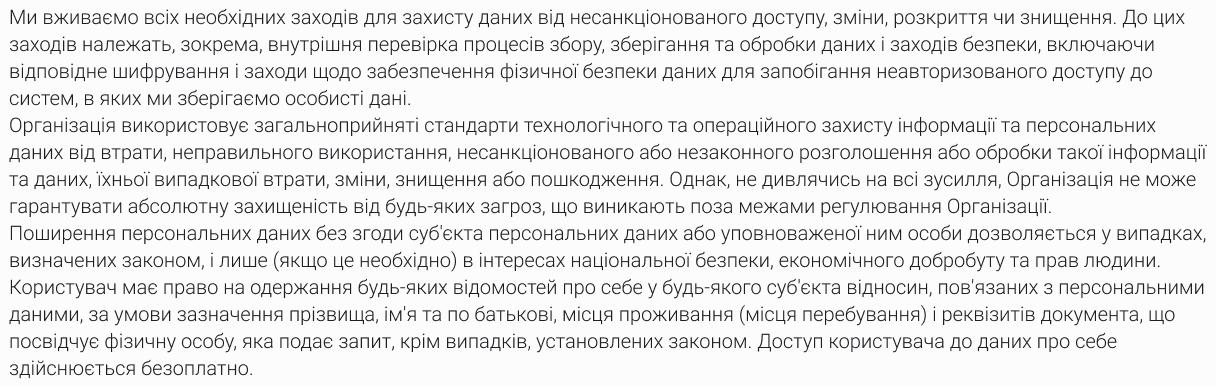 Ми вживаємо всіх необхідних заходів для захисту даних від несанкціонованого доступу, зміни, розкриття чи знищення. До цих
заходів належать, зокрема, внутрішня перевірка процесів збору, зберігання та обробки даних і заходів безпеки, включаючи
відповідне шифрування і заходи щодо забезпечення фізичної безпеки даних для запобігання неавторизованого доступу до
систем, в яких ми зберігаємо особисті дані.
Організація використовує загальноприйняті стандарти технологічного та операційного захисту інформації та персональних
даних від втрати, неправильного використання, несанкціонованого або незаконного розголошення або обробки такої інформації
та даних, їхньої випадкової втрати, зміни, знищення або пошкодження. Однак, не дивлячись на всі зусилля, Організація не може
гарантувати абсолютну захищеність від будь-яких загроз, що виникають поза межами регулювання Організації.
Поширення персональних даних без згоди суб'єкта персональних даних або уповноваженої ним особи дозволяється у випадках,
визначених законом, і лише (якщо це необхідно) в інтересах національної безпеки, економічного добробуту та прав людини.
Користувач має право на одержання будь-яких відомостей про себе у будь-якого суб'єкта відносин, пов'язаних з персональними
даними, за умови зазначення прізвища, ім'я та по батькові, місця проживання (місця перебування) і реквізитів документа, що
посвідчує фізичну особу, яка подає запит, крім випадків, установлених законом. Доступ користувача до даних про себе
здійснюється безоплатно.